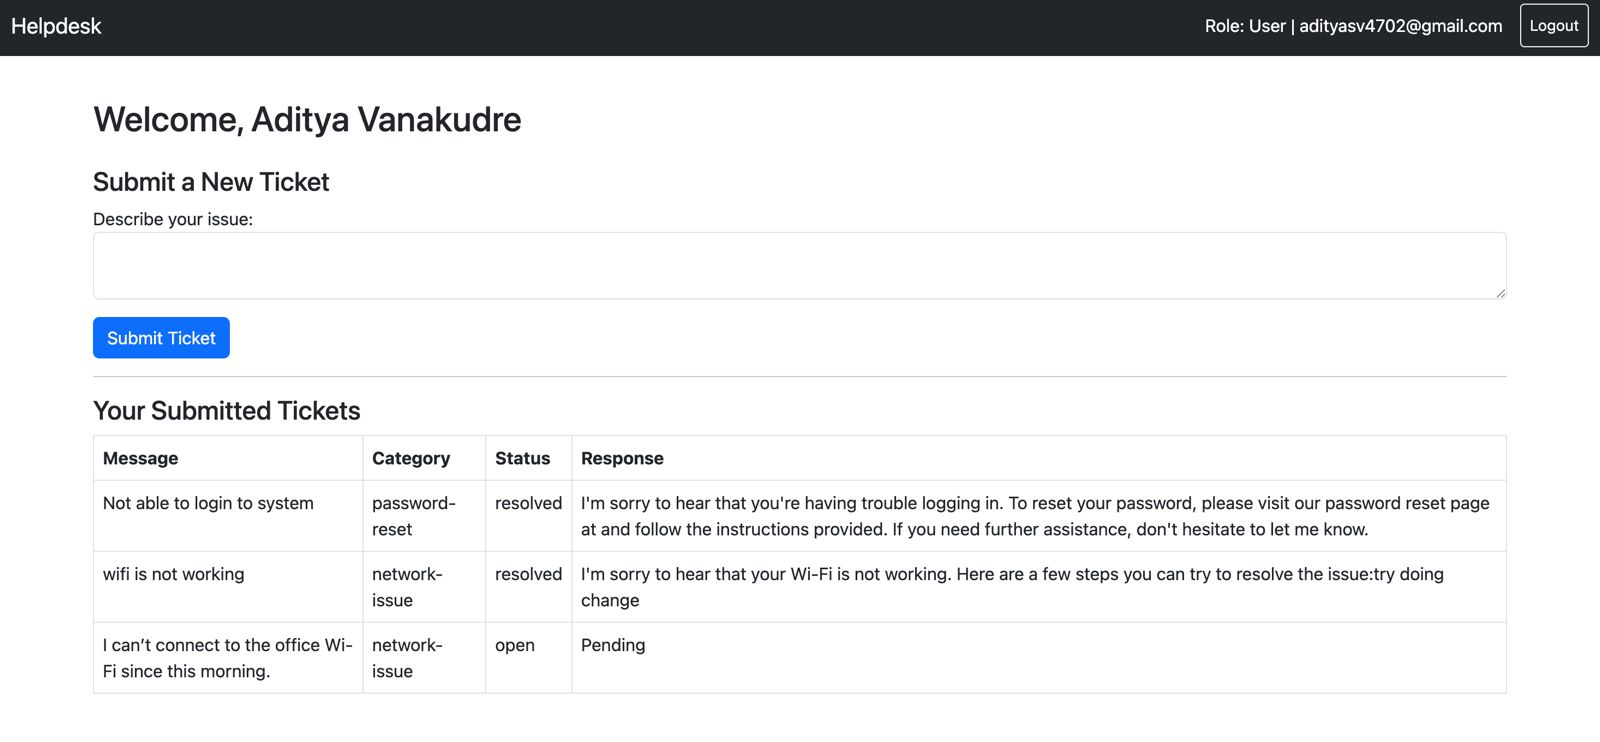 Helpdesk
Role: User | adityasv4702@gmail.com
Logout
Welcome, Aditya Vanakudre
Submit a New Ticket
Describe your issue:
Submit Ticket
Your Submitted Tickets
Message Category Status Response
Not able to login to system
password-
reset
resolved
I'm sorry to hear that you're having trouble logging in. To reset your password, please visit our password reset page
at and follow the instructions provided. If you need further assistance, don't hesitate to let me know.
wifi is not working
network-
issue
resolved
I'm sorry to hear that your Wi-Fi is not working. Here are a few steps you can try to resolve the issue:try doing
change
I can’t connect to the office Wi-
Fi since this morning.
network-
issue
open
Pending